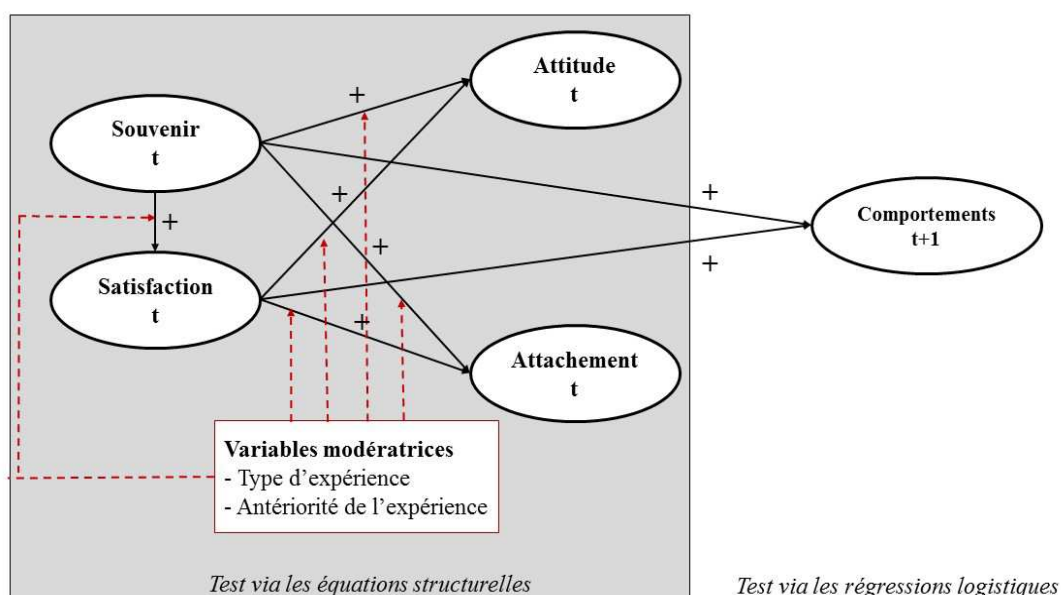 Attitude
t
+
Souvenir
t
+
+
+
Comportements
t+1
+
+
Satisfaction
t
+
Attachement
t
Variables modératrices
- Type d’expérience
- Antériorité de l’expérience
Test via les équations structurelles
Test via les régressions logistiques